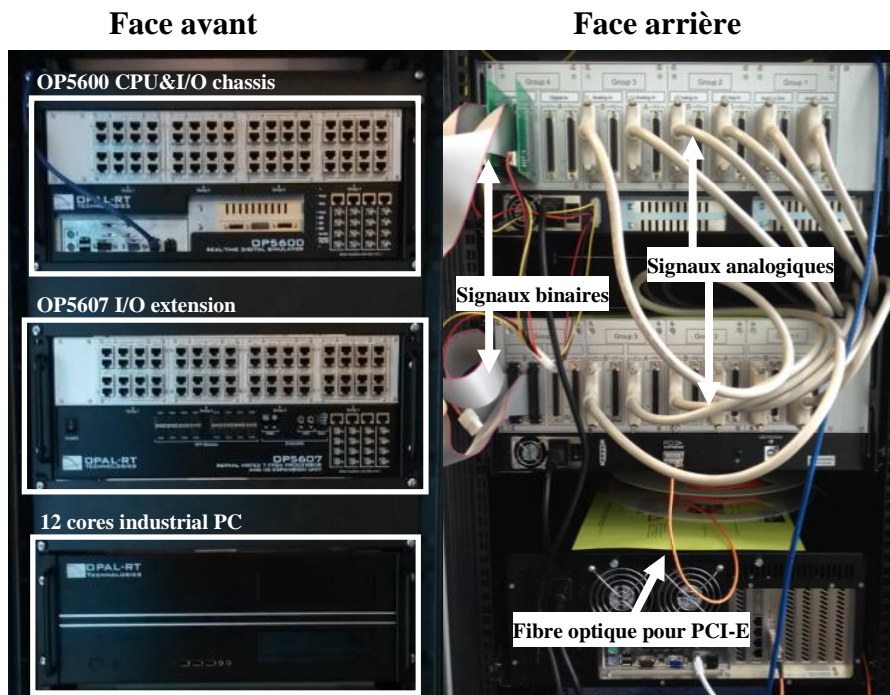 Face avant
Face arrière
OP5600 CPU&I/O chassis
OPAL-RT
TECHNOLOGIES
OP5600
REAL-TIME DIGITAL SIMULATOR
OP5607 I/O extension
OPAL-RT
TECHNOLOGIES
OP5607
12 cores industrial PC
OPAL-RT
TECHNOLOGIES
Group 4
Group 3
Group 2
Group 1
Signaux binaires
Signaux analogiques
Group 3
Fibre optique pour PCI-E